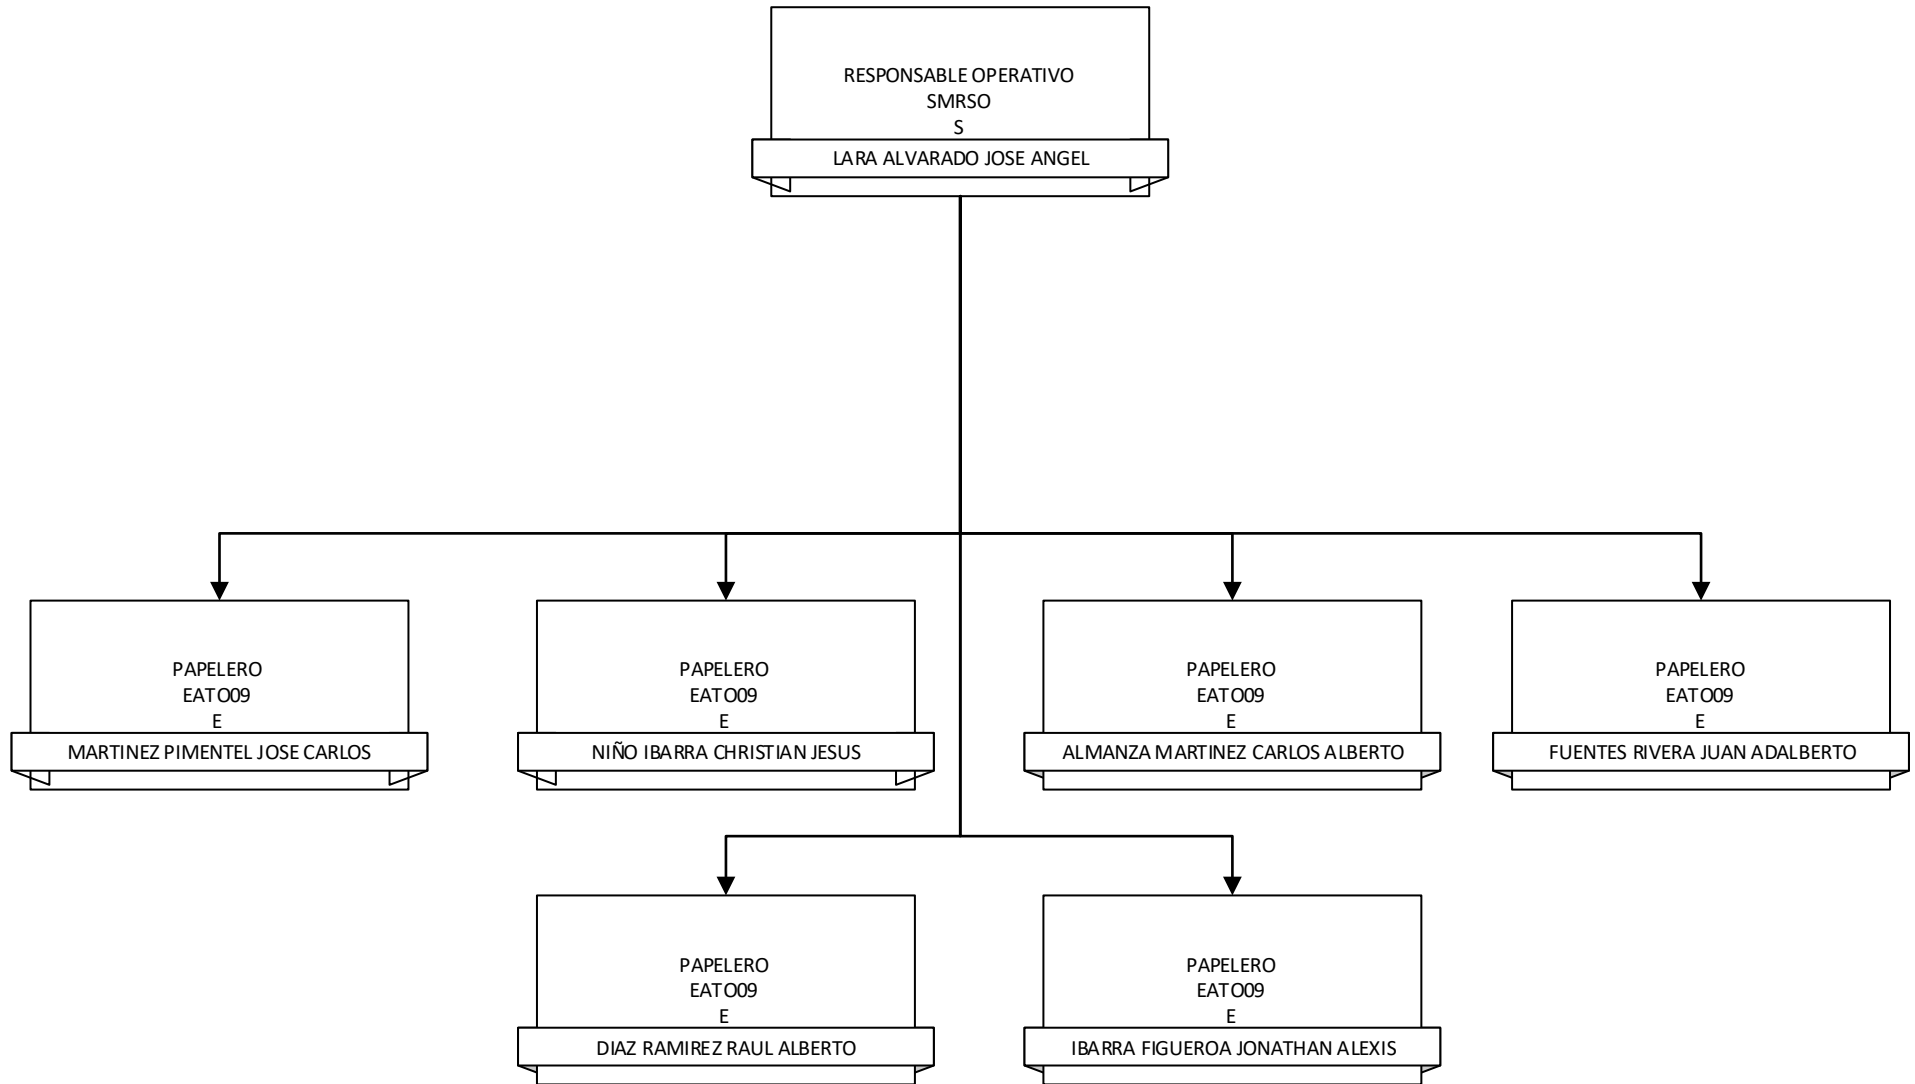 RESPONSABLE OPERATIVO
SMRSO
S
LARA ALVARADO JOSE ANGEL
PAPELERO
EATO09
E
MARTINEZ PIMENTEL JOSE CARLOS
PAPELERO
EATO09
E
NIÑO IBARRA CHRISTIAN JESUS
PAPELERO
EATO09
E
ALMANZA MARTINEZ CARLOS ALBERTO
PAPELERO
EATO09
E
FUENTES RIVERA JUAN ADALBERTO
PAPELERO
EATO09
E
DIAZ RAMIREZ RAUL ALBERTO
PAPELERO
EATO09
E
IBARRA FIGUEROA JONATHAN ALEXIS